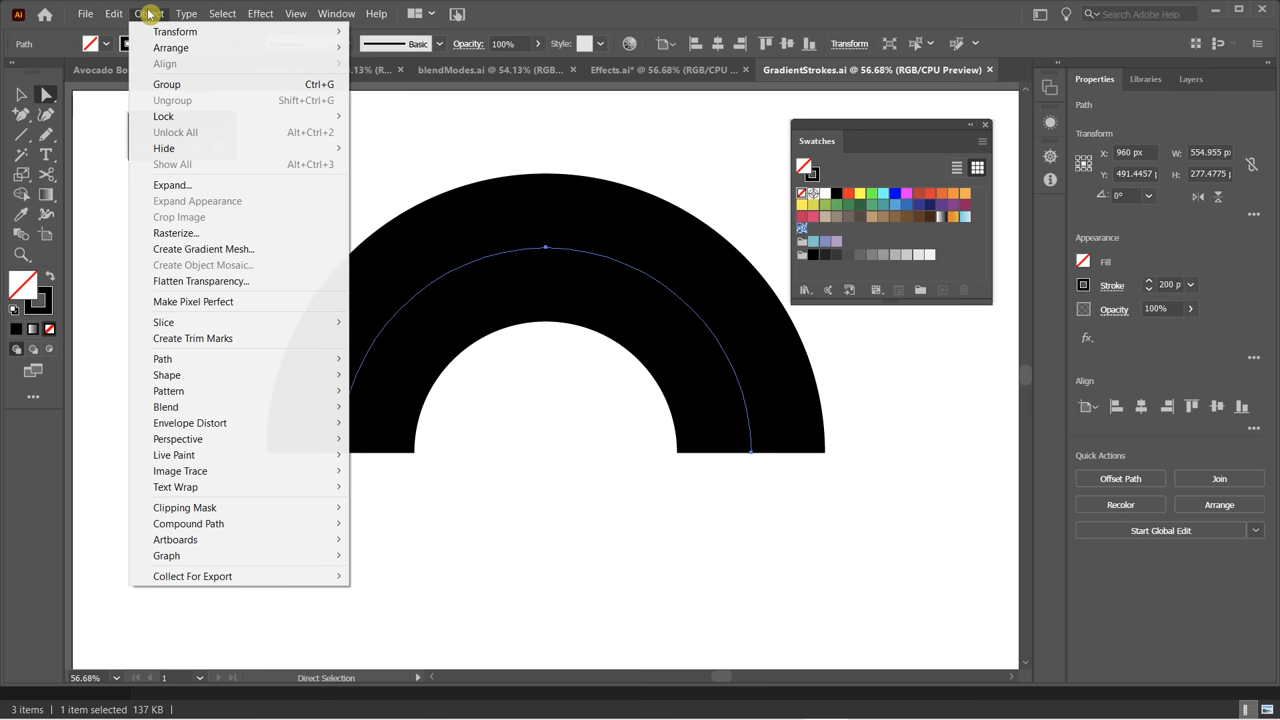 Ai File Edit Object Type Select Effect View Window Help Search Adobe Help
Path Basic Opacity: 100% Style: Transform
Avocado Bo .13% (R... × blendModes.ai @ 54.13% (RGB... × Effects.ai* @ 56.68% (RGB/CPU ... × GradientStrokes.ai @ 56.68% (RGB/CPU Preview) ×
Transform
Arrange
Align
Group Ctrl+G
Ungroup Shift+Ctrl+G
Lock
Unlock All Alt+Ctrl+2
Hide
Show All Alt+Ctrl+3
Expand...
Expand Appearance
Crop Image
Rasterize...
Create Gradient Mesh...
Create Object Mosaic...
Flatten Transparency...
Make Pixel Perfect
Slice
Create Trim Marks
Path
Shape
Pattern
Blend
Envelope Distort
Perspective
Live Paint
Image Trace
Text Wrap
Clipping Mask
Compound Path
Artboards
Graph
Collect For Export
Swatches
Properties Libraries Layers
Path
Transform
X: 960 px W: 554.955 p
Y: 491.4457 p H: 277.4775 p
0°
Appearance
Fill
Stroke 200 p
Opacity 100%
fx
Align
Quick Actions
Offset Path Join
Recolor Arrange
Start Global Edit
56.68% 1 Direct Selection
3 items 1 item selected 137 KB